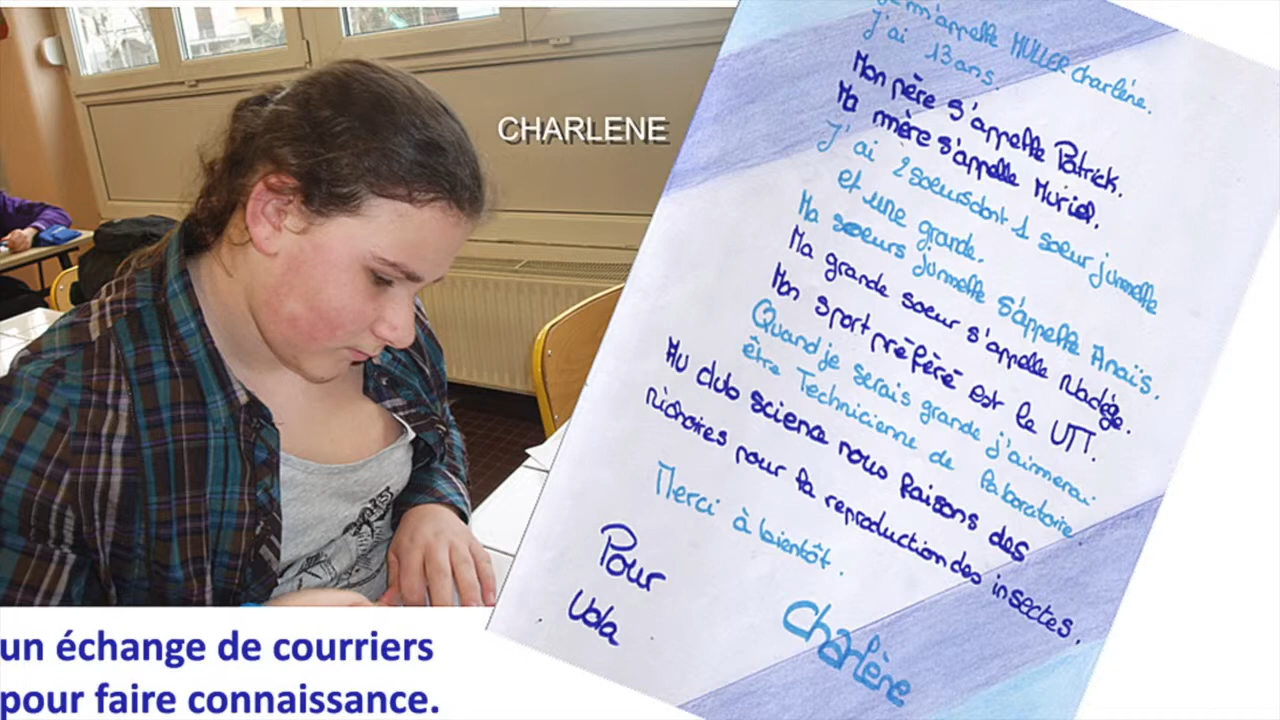 CHARLENE
Je m'appelle MULLER Charlène.
J'ai 13 ans.
Mon père s'appelle Patrick.
Ma mère s'appelle Muriel.
J'ai 2 soeurs dont 1 soeur jumelle
et une grande.
Ma soeurs jumelle s'appelle Anaïs.
Ma grande soeur s'appelle Nadège.
Mon sport préféré est le UTT.
Quand je serais grande j'aimerai
être Technicienne de laboratoire
Au club science nous faisons des
nichoires pour la reproduction des insectes.
Merci à bientôt.
Pour
Vola
Charlène
un échange de courriers
pour faire connaissance.